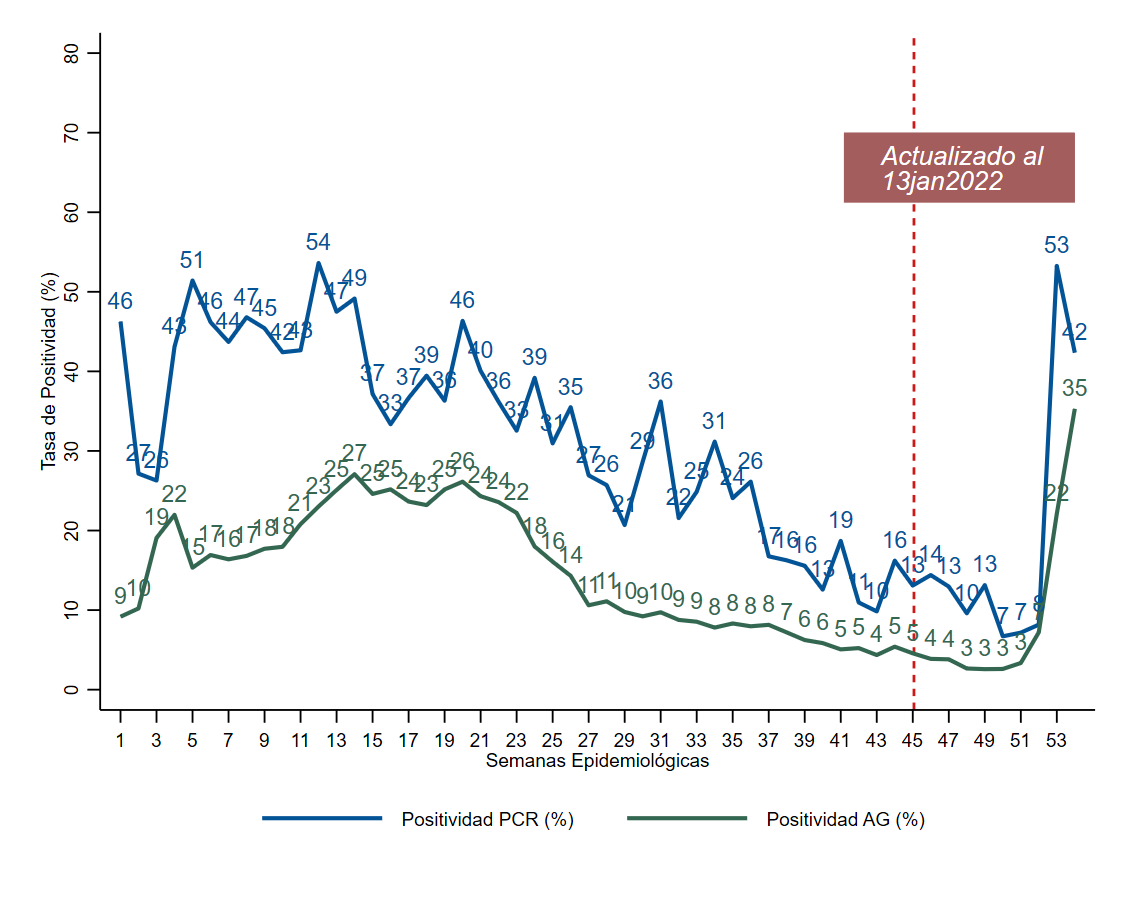 80
70
60
50
40
30
20
10
0
Tasa de Positividad (%)
Actualizado al
13jan2022
46 27 26 43 51 46 44 47 45 42 43 54 47 49 37 33 37 39 36 46 40 36 33 39 31 35 27 26 21 29 36 22 25 31 24 26 17 16 16 13 19 11 10 16 13 14 13 10 13 7 7 8 53 42
9 10 19 22 15 17 16 17 18 18 21 23 25 27 25 25 24 23 25 26 24 24 22 18 16 14 11 11 10 9 10 9 9 8 8 8 8 7 6 6 5 5 4 5 5 4 4 3 3 3 3 22 35
1 3 5 7 9 11 13 15 17 19 21 23 25 27 29 31 33 35 37 39 41 43 45 47 49 51 53
Semanas Epidemiológicas
Positividad PCR (%) Positividad AG (%)